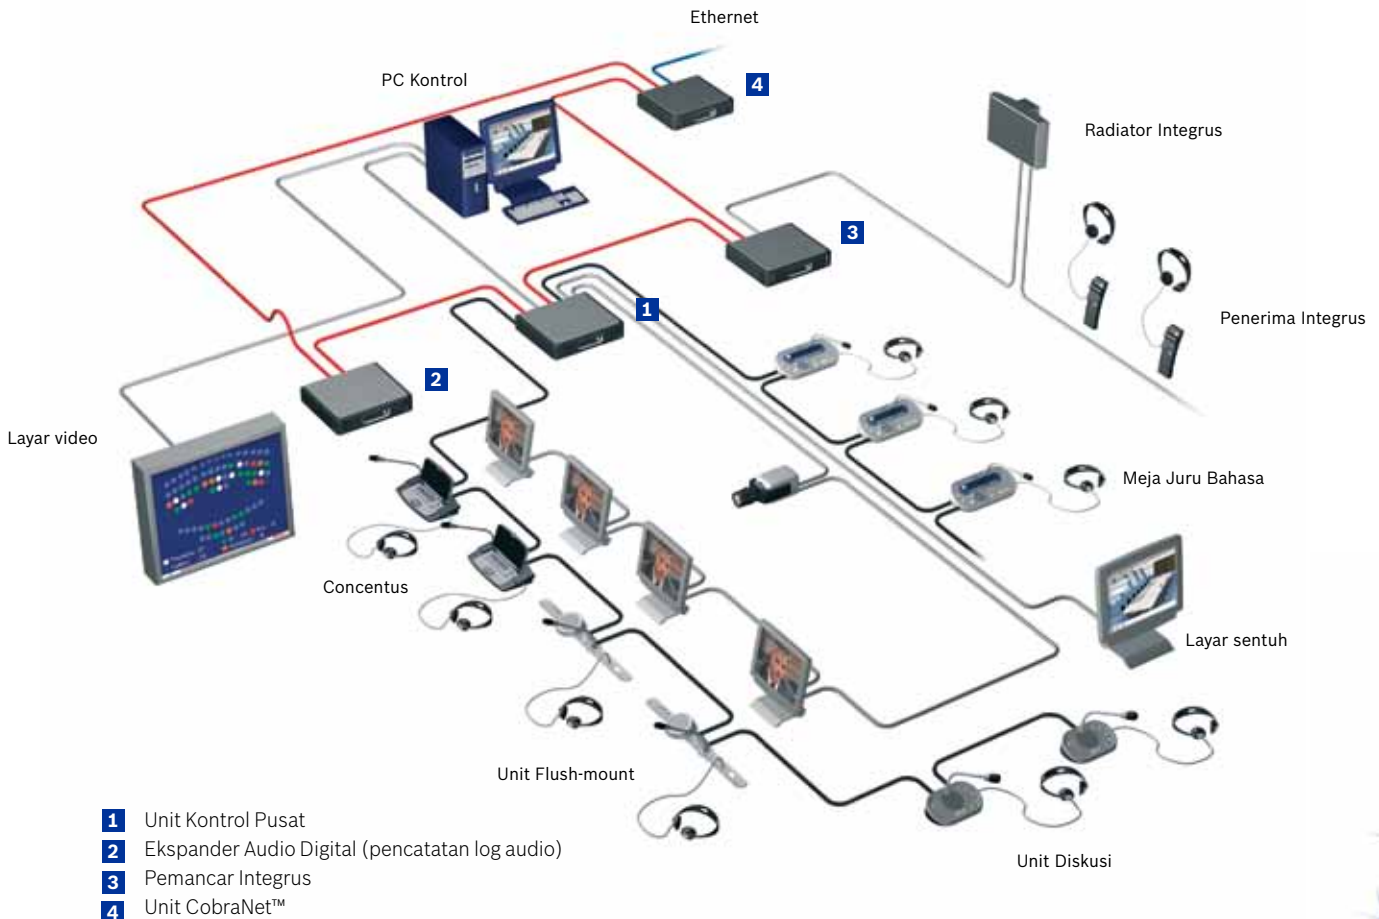 Ethernet
PC Kontrol
4
Radiator Integrus
3
Penerima Integrus
1
2
Layar video
Meja Juru Bahasa
Concentus
Layar sentuh
Unit Flush-mount
Unit Diskusi
1 Unit Kontrol Pusat
2 Ekspander Audio Digital (pencatatan log audio)
3 Pemancar Integrus
4 Unit CobraNet™